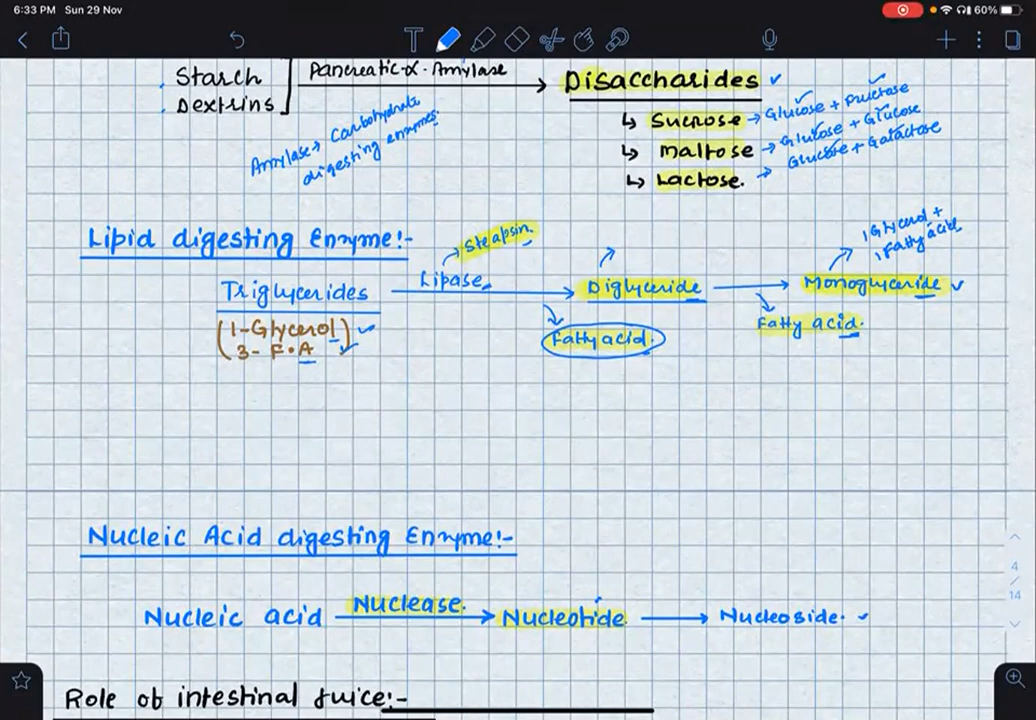 6:33 PM Sun 29 Nov
60%
Starch
Dextrins
Pancreatic-α-Amylase
Disaccharides
Amylase→ Carbohydrate
digesting enzymes.
↳ Sucrose → Glucose + fructose
↳ maltose → Glucose + Glucose
↳ Lactose. → Glucose + Galactose
Lipid digesting Enzyme:-
Steapsin.
1 Glycerol +
1 fatty acid
Triglycerides
Lipase
Diglyceride
Monoglyceride
(1-Glycerol
3- F.A)
Fatty acid.
Fatty acid.
Nucleic Acid digesting Enzyme:-
Nucleic acid
Nuclease.
Nucleotide
Nucleoside.
4
/
14
Role of intestinal juice:-